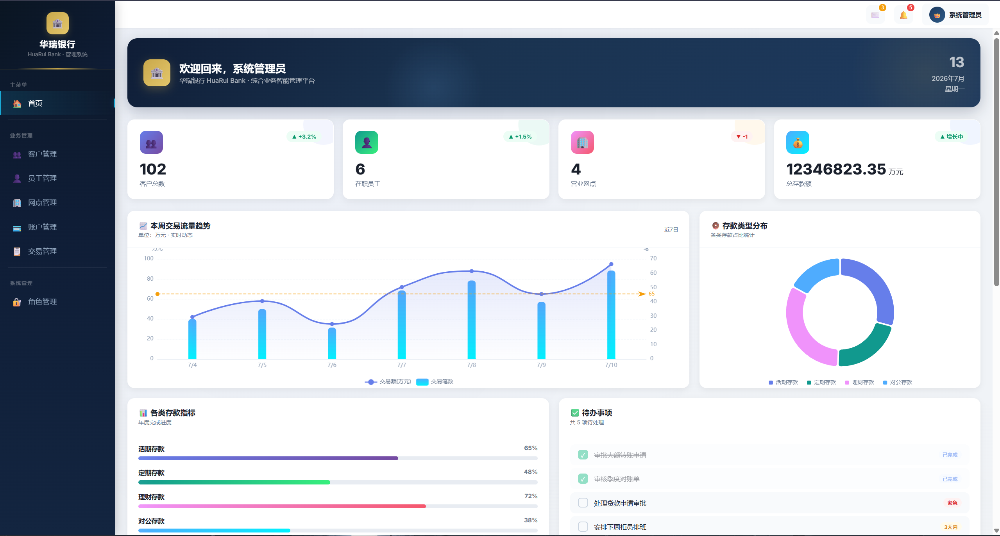 华瑞银行
HuaRui Bank · 管理系统
主菜单
首页
业务管理
客户管理
员工管理
网点管理
账户管理
交易管理
系统管理
角色管理
3
5
系统管理员
欢迎回来，系统管理员
华瑞银行 HuaRui Bank · 综合业务智能管理平台
13
2026年7月
星期一
▲ +3.2%
102
客户总数
▲ +1.5%
6
在职员工
▼ -1
4
营业网点
▲ 增长中
12346823.35 万元
总存款额
本周交易流量趋势
单位：万元 · 实时动态
近7日
万元
笔
100
80
60
40
20
0
70
60
50
40
30
20
10
0
65
7/4
7/5
7/6
7/7
7/8
7/9
7/10
交易额(万元)
交易笔数
存款类型分布
各类存款占比统计
活期存款
定期存款
理财存款
对公存款
各类存款指标
年度完成进度
活期存款 65%
定期存款 48%
理财存款 72%
对公存款 38%
待办事项
共 5 项待处理
审批大额转账申请 已完成
审核季度对账单 已完成
处理贷款申请审批 紧急
安排下周柜员排班 3天内